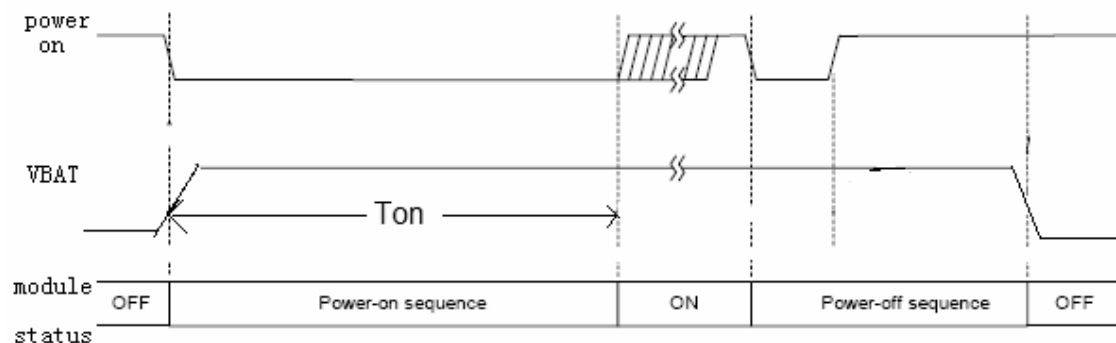 power
on
VBAT
Ton
module
status
OFF
Power-on sequence
ON
Power-off sequence
OFF